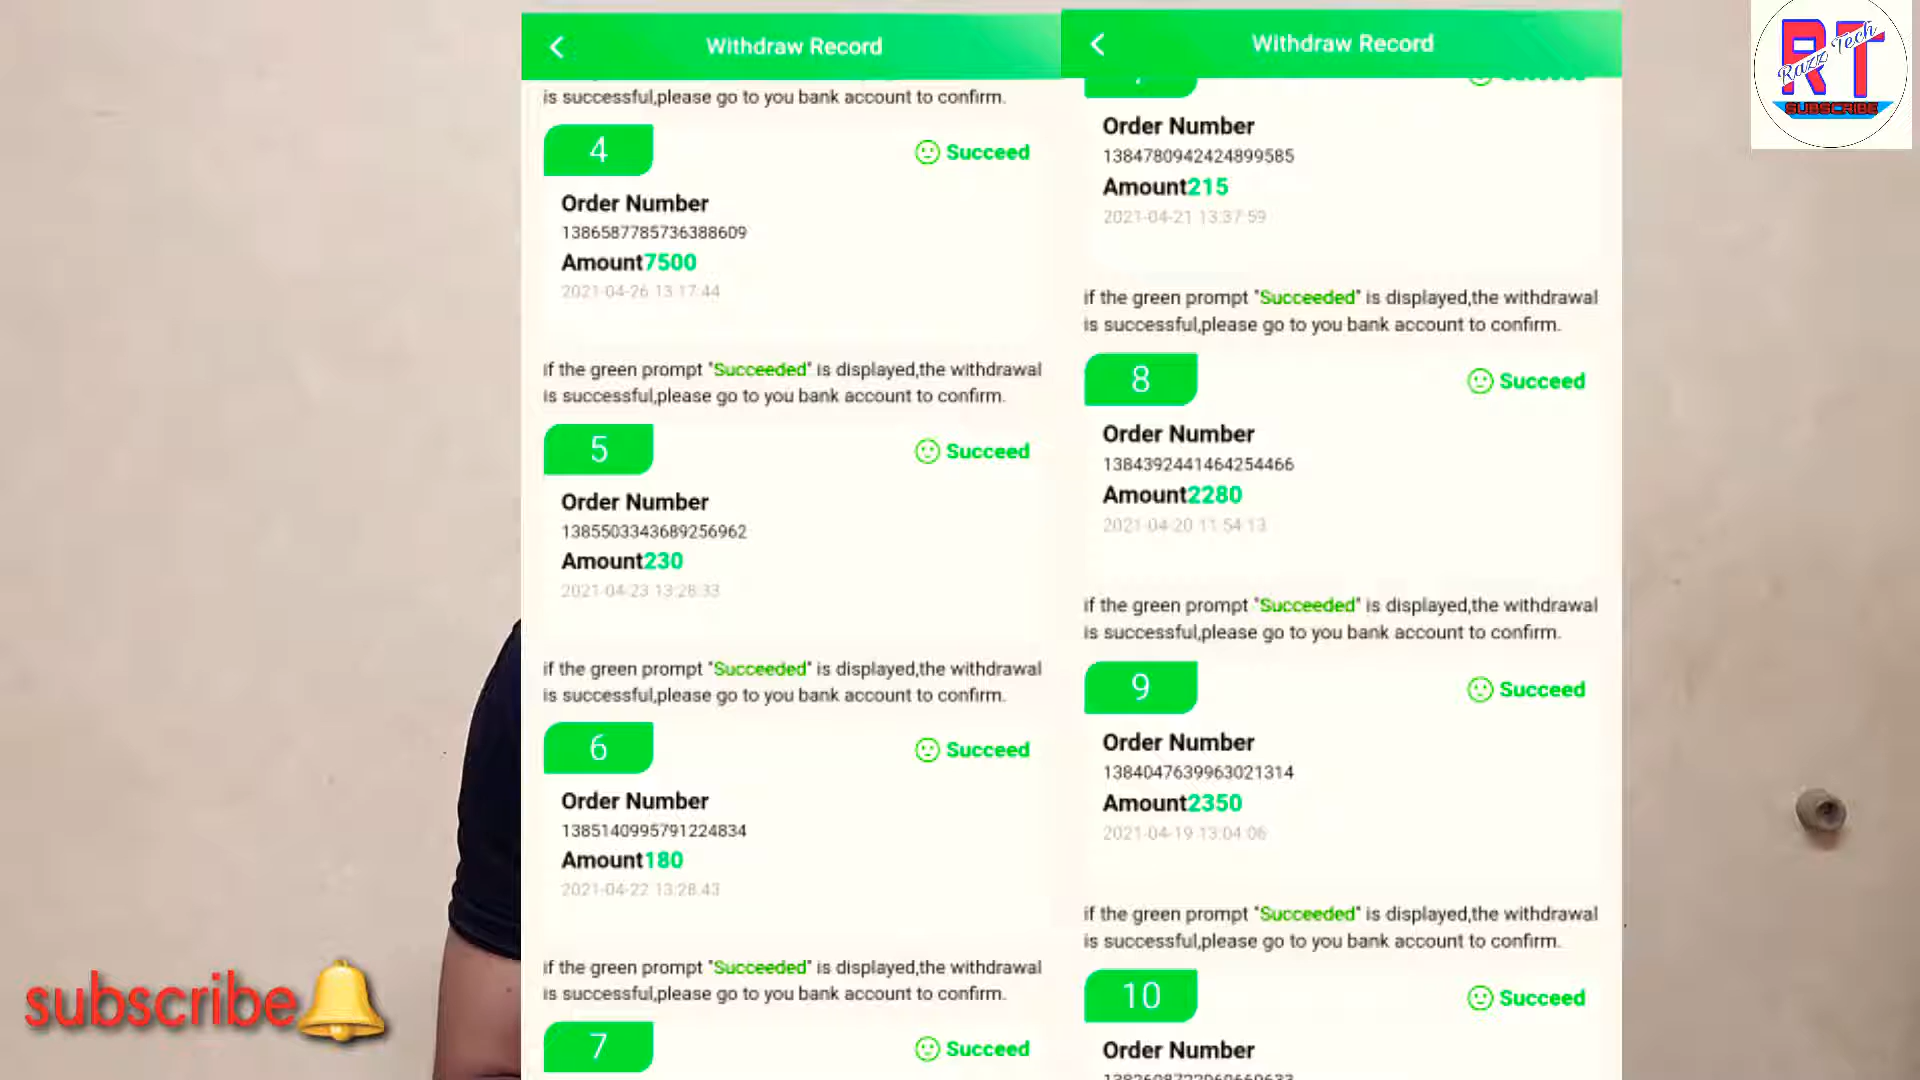 Withdraw Record
is successful,please go to you bank account to confirm.
4
Succeed
Order Number
1386587785736388609
Amount7500
2021-04-26 13:17:44
if the green prompt "Succeeded" is displayed,the withdrawal
is successful,please go to you bank account to confirm.
5
Succeed
Order Number
1385503343689256962
Amount230
2021-04-23 13:28:33
if the green prompt "Succeeded" is displayed,the withdrawal
is successful,please go to you bank account to confirm.
6
Succeed
Order Number
1385140995791224834
Amount180
2021-04-22 13:28:43
if the green prompt "Succeeded" is displayed,the withdrawal
is successful,please go to you bank account to confirm.
7
Succeed
Withdraw Record
Order Number
1384780942424899585
Amount215
2021-04-21 13:37:59
if the green prompt "Succeeded" is displayed,the withdrawal
is successful,please go to you bank account to confirm.
8
Succeed
Order Number
1384392441464254466
Amount2280
2021-04-20 11:54:13
if the green prompt "Succeeded" is displayed,the withdrawal
is successful,please go to you bank account to confirm.
9
Succeed
Order Number
1384047639963021314
Amount2350
2021-04-19 13:04:06
if the green prompt "Succeeded" is displayed,the withdrawal
is successful,please go to you bank account to confirm.
10
Succeed
Order Number
RT
Razz Tech
SUBSCRIBE
subscribe